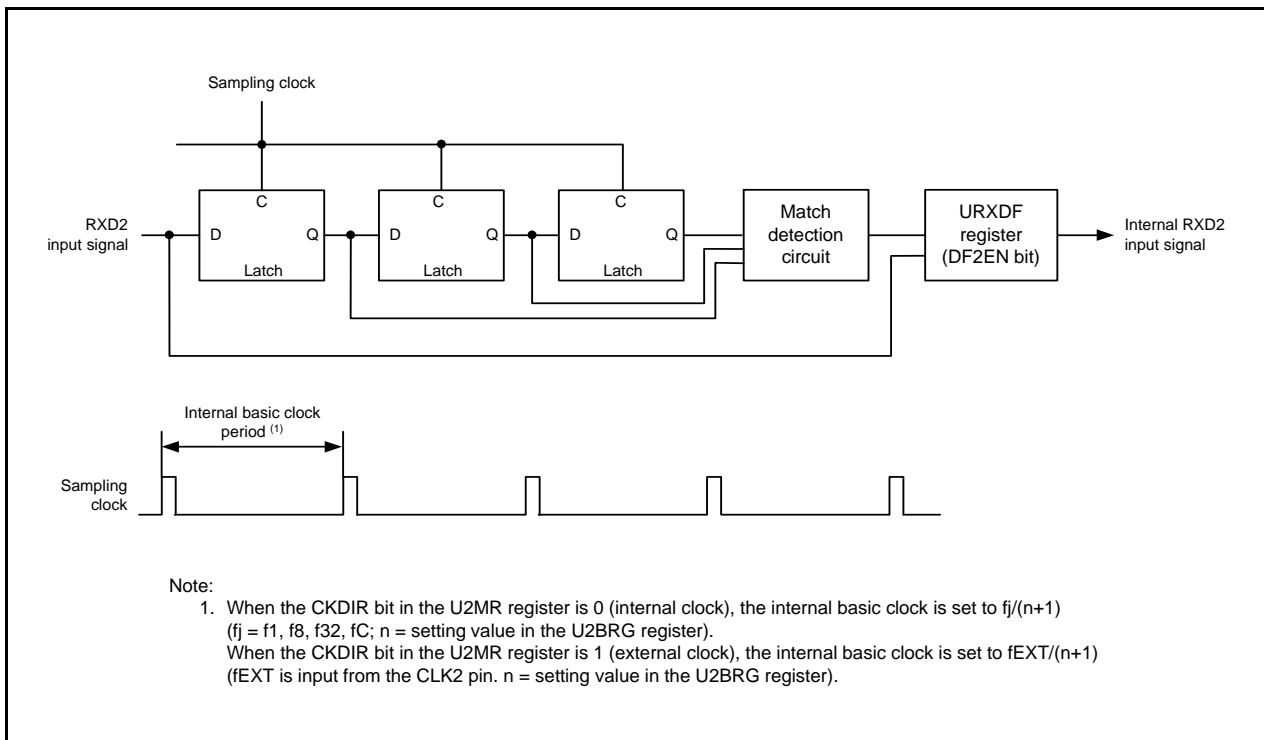 Sampling clock
RXD2
input signal
C
D
Q
Latch
C
D
Q
Latch
C
D
Q
Latch
Match
detection
circuit
URXDF
register
(DF2EN bit)
Internal RXD2
input signal
Internal basic clock
period (1)
Sampling
clock
Note:
1. When the CKDIR bit in the U2MR register is 0 (internal clock), the internal basic clock is set to fj/(n+1)
(fj = f1, f8, f32, fC; n = setting value in the U2BRG register).
When the CKDIR bit in the U2MR register is 1 (external clock), the internal basic clock is set to fEXT/(n+1)
(fEXT is input from the CLK2 pin. n = setting value in the U2BRG register).